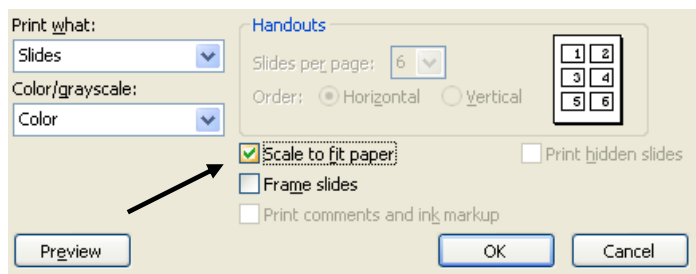 Print what:
Slides
Color/grayscale:
Color
Handouts
Slides per page: 6
Order: Horizontal Vertical
1 2
3 4
5 6
Scale to fit paper
Print hidden slides
Frame slides
Print comments and ink markup
Preview
OK
Cancel